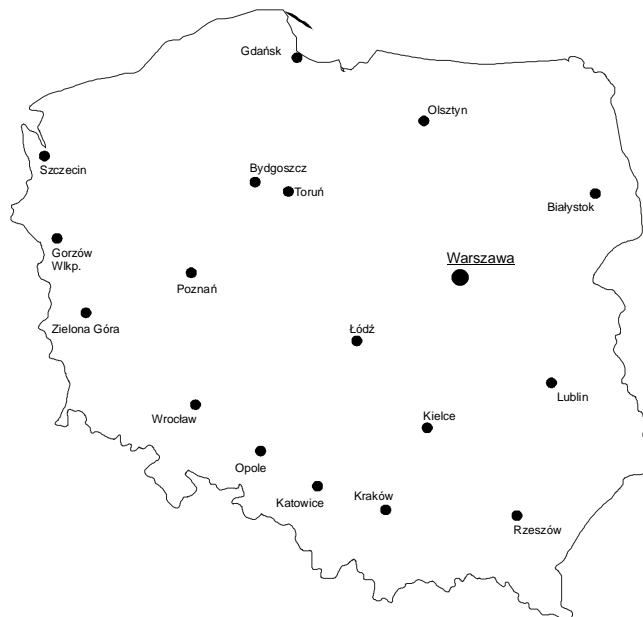 Gdańsk
Olsztyn
Szczecin
Bydgoszcz
Toruń
Białystok
Gorzów
Wlkp.
Poznań
Warszawa
Zielona Góra
Łódź
Lublin
Wrocław
Kielce
Opole
Katowice
Kraków
Rzeszów